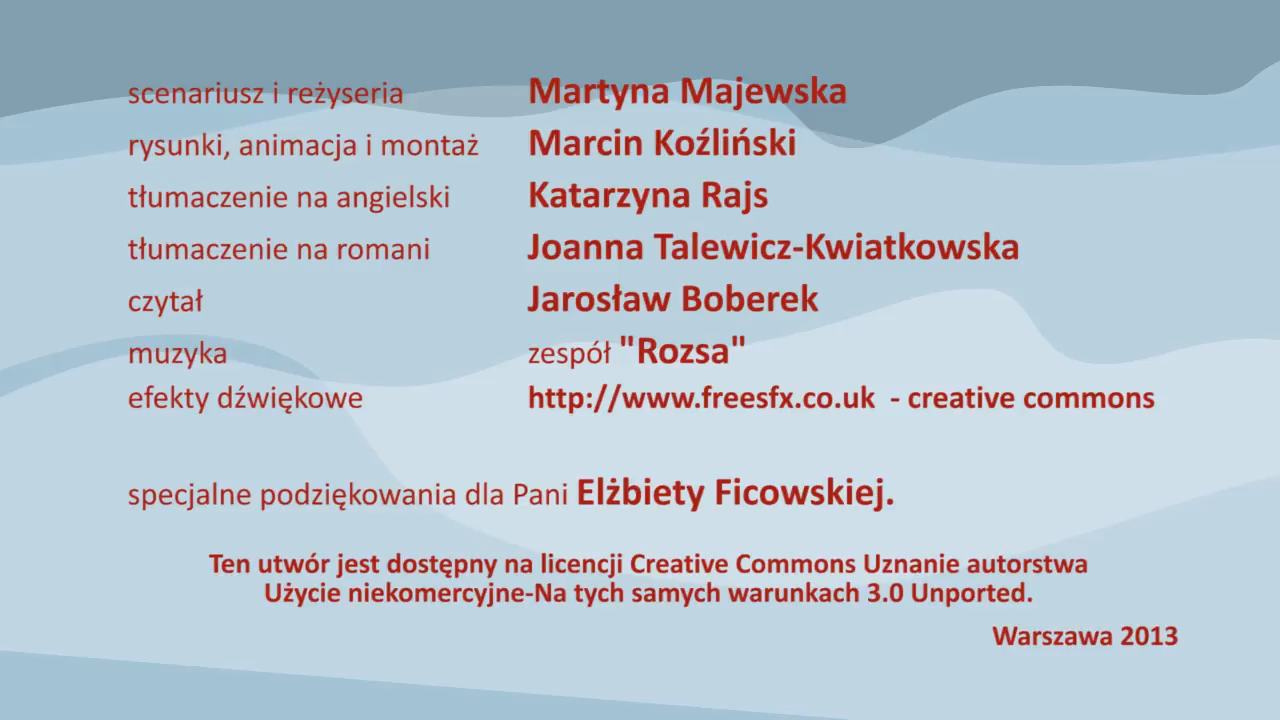 scenariusz i reżyseria Martyna Majewska
rysunki, animacja i montaż Marcin Koźliński
tłumaczenie na angielski Katarzyna Rajs
tłumaczenie na romani Joanna Talewicz-Kwiatkowska
czytał Jarosław Boberek
muzyka zespół "Rozsa"
efekty dźwiękowe http://www.freesfx.co.uk - creative commons
specjalne podziękowania dla Pani Elżbiety Ficowskiej.
Ten utwór jest dostępny na licencji Creative Commons Uznanie autorstwa
Użycie niekomercyjne-Na tych samych warunkach 3.0 Unported.
Warszawa 2013